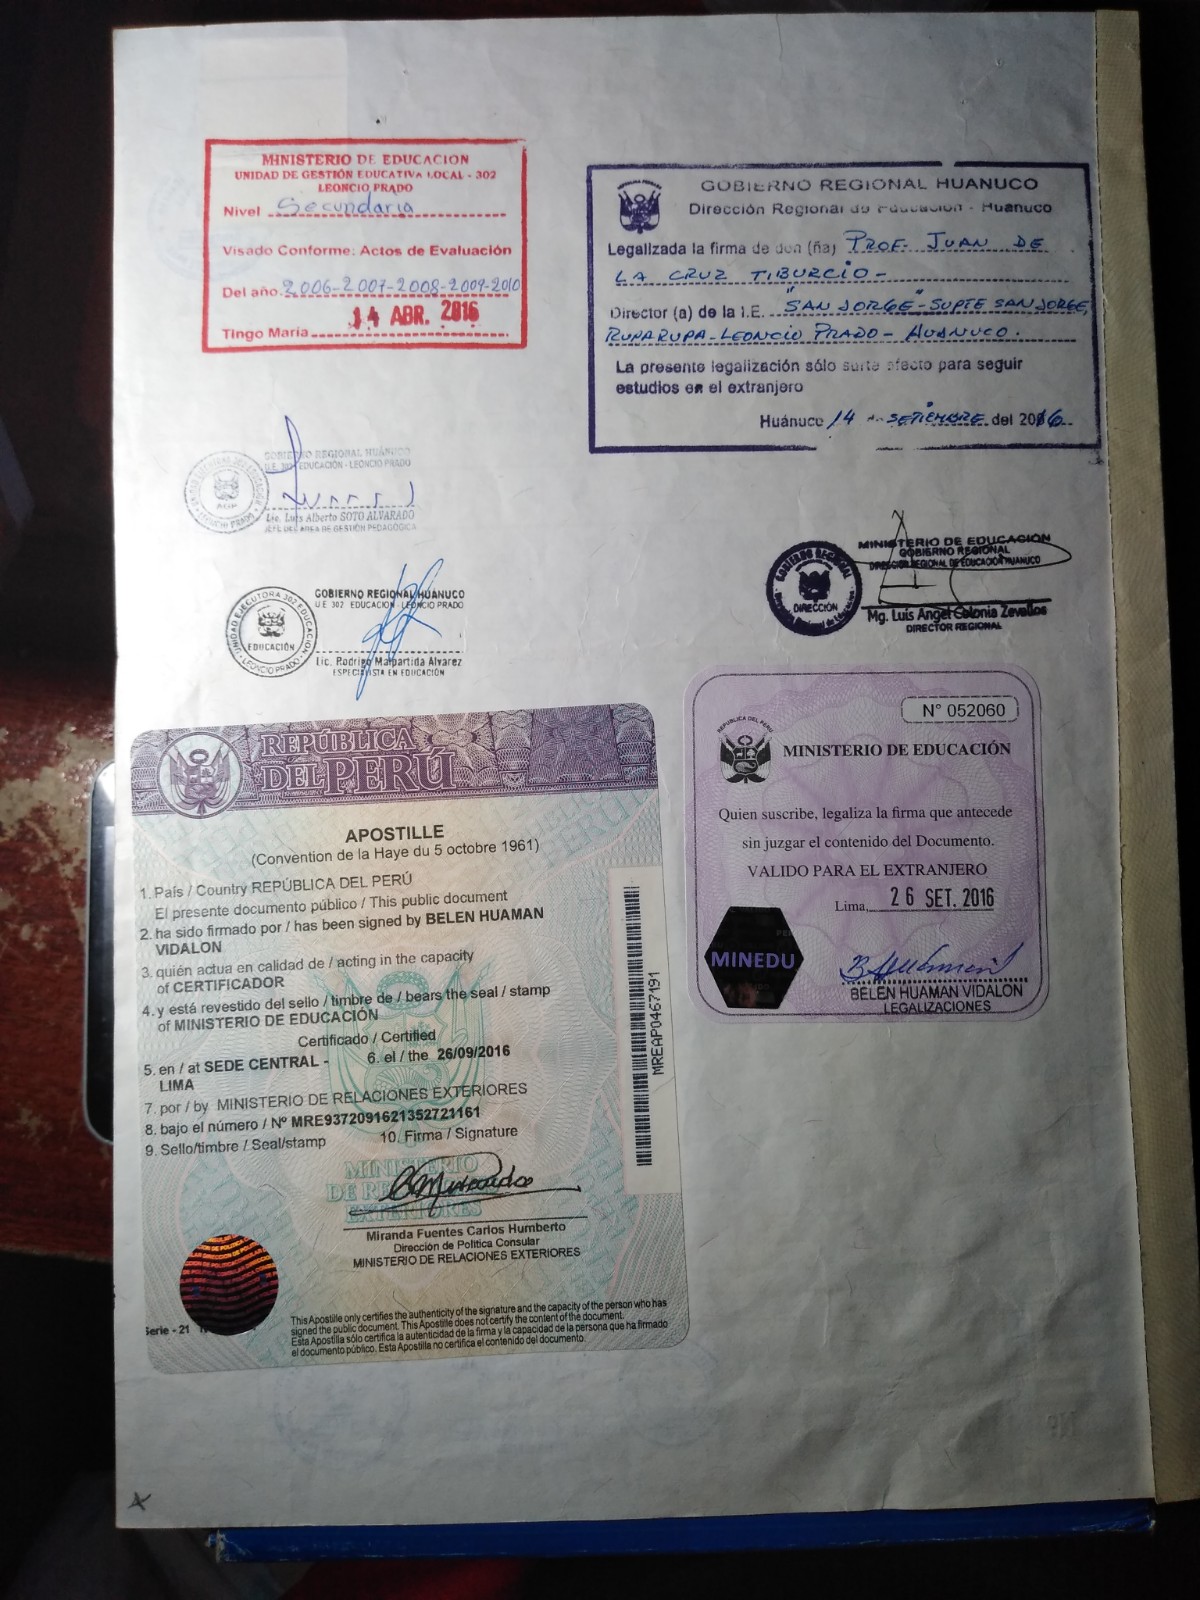 MINISTERIO DE EDUCACION
UNIDAD DE GESTIÓN EDUCATIVA LOCAL - 302
LEONCIO PRADO
Nivel Secundaria
Visado Conforme: Actos de Evaluación
Del año 2006-2007-2008-2009-2010
14 ABR. 2016
Tingo María
GOBIERNO REGIONAL HUANUCO
Dirección Regional de Educación - Huanuco
Legalizada la firma de don (ña) PROF. JUAN DE
LA CRUZ TIBURCIO-
Director (a) de la I.E. "SAN JORGE"-SUPTE SAN JORGE,
RUPA RUPA-LEONCIO PRADO- HUANUCO.
La presente legalización sólo surte efecto para seguir
estudios en el extranjero
Huánuco 14 de SETIEMBRE del 2016
GOBIERNO REGIONAL HUÁNUCO
U.E. 302 EDUCACIÓN - LEONCIO PRADO
AGP
Lic. Luis Alberto SOTO ALVARADO
JEFE DEL AREA DE GESTIÓN PEDAGÓGICA
UNIDAD EJECUTORA 302 EDUCACIÓN
EDUCACIÓN
LEONCIO PRADO
GOBIERNO REGIONAL HUÁNUCO
U.E 302 EDUCACION - LEONCIO PRADO
Lic. Rodrigo Malpartida Alvarez
ESPECIALISTA EN EDUCACIÓN
GOBIERNO REGIONAL
DIRECCIÓN
Dirección Regional de Educación
MINISTERIO DE EDUCACIÓN
GOBIERNO REGIONAL
DIRECCION REGIONAL DE EDUCACION HUANUCO
Mg. Luis Angel Colonia Zevallos
DIRECTOR REGIONAL
REPÚBLICA
DEL PERÚ
APOSTILLE
(Convention de la Haye du 5 octobre 1961)
1. País / Country REPÚBLICA DEL PERÚ
El presente documento público / This public document
2. ha sido firmado por / has been signed by BELEN HUAMAN
VIDALON
3. quién actua en calidad de / acting in the capacity
of CERTIFICADOR
4. y está revestido del sello / timbre de / bears the seal / stamp
of MINISTERIO DE EDUCACIÓN
Certificado / Certified
5. en / at SEDE CENTRAL - 6. el / the 26/09/2016
LIMA
7. por / by MINISTERIO DE RELACIONES EXTERIORES
8. bajo el número / Nº MRE9372091621352721161
9. Sello/timbre / Seal/stamp 10. Firma / Signature
MINISTERIO
DE RELACIONES
EXTERIORES
Miranda Fuentes Carlos Humberto
Dirección de Política Consular
MINISTERIO DE RELACIONES EXTERIORES
Serie - 21
This Apostille only certifies the authenticity of the signature and the capacity of the person who has
signed the public document. This Apostille does not certify the content of the document.
Esta Apostilla sólo certifica la autenticidad de la firma y la capacidad de la persona que ha firmado
el documento público. Esta Apostilla no certifica el contenido del documento.
MREAP0467191
N° 052060
REPÚBLICA DEL PERÚ
MINISTERIO DE EDUCACIÓN
Quien suscribe, legaliza la firma que antecede
sin juzgar el contenido del Documento.
VALIDO PARA EL EXTRANJERO
Lima, 26 SET. 2016
MINEDU
BELEN HUAMAN VIDALON
LEGALIZACIONES